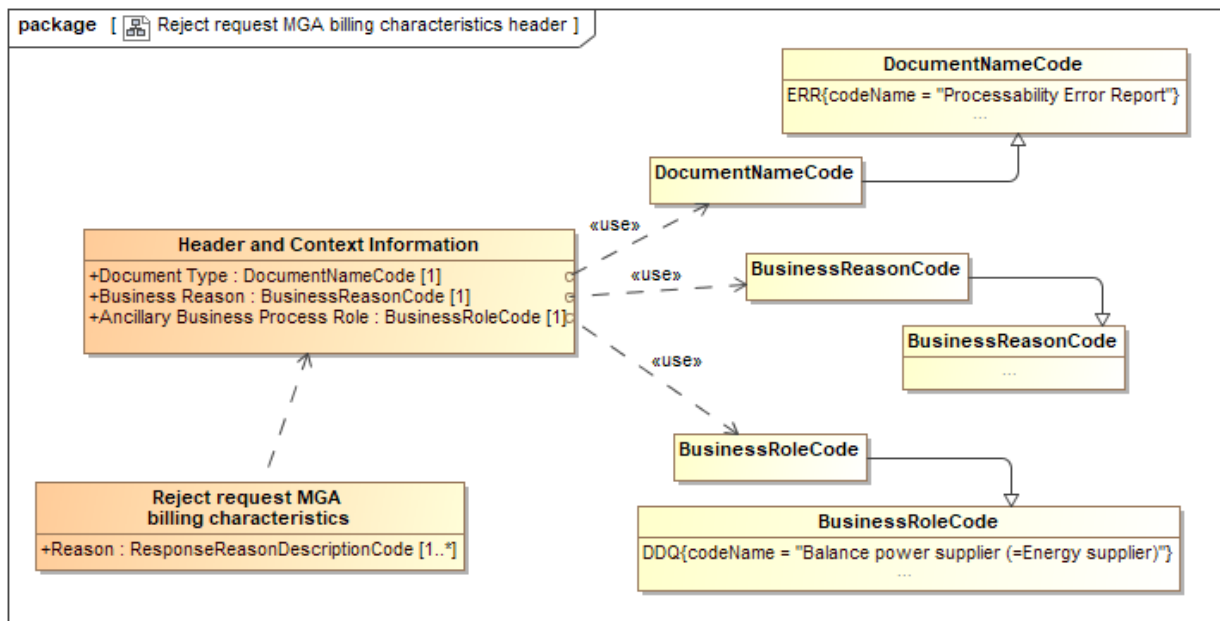 package [ Reject request MGA billing characteristics header ]
DocumentNameCode
ERR{codeName = "Processability Error Report"}
...
DocumentNameCode
«use»
Header and Context Information
+Document Type : DocumentNameCode [1]
+Business Reason : BusinessReasonCode [1]
+Ancillary Business Process Role : BusinessRoleCode [1]
«use»
BusinessReasonCode
BusinessReasonCode
...
«use»
BusinessRoleCode
Reject request MGA
billing characteristics
+Reason : ResponseReasonDescriptionCode [1..*]
BusinessRoleCode
DDQ{codeName = "Balance power supplier (=Energy supplier)"}
...